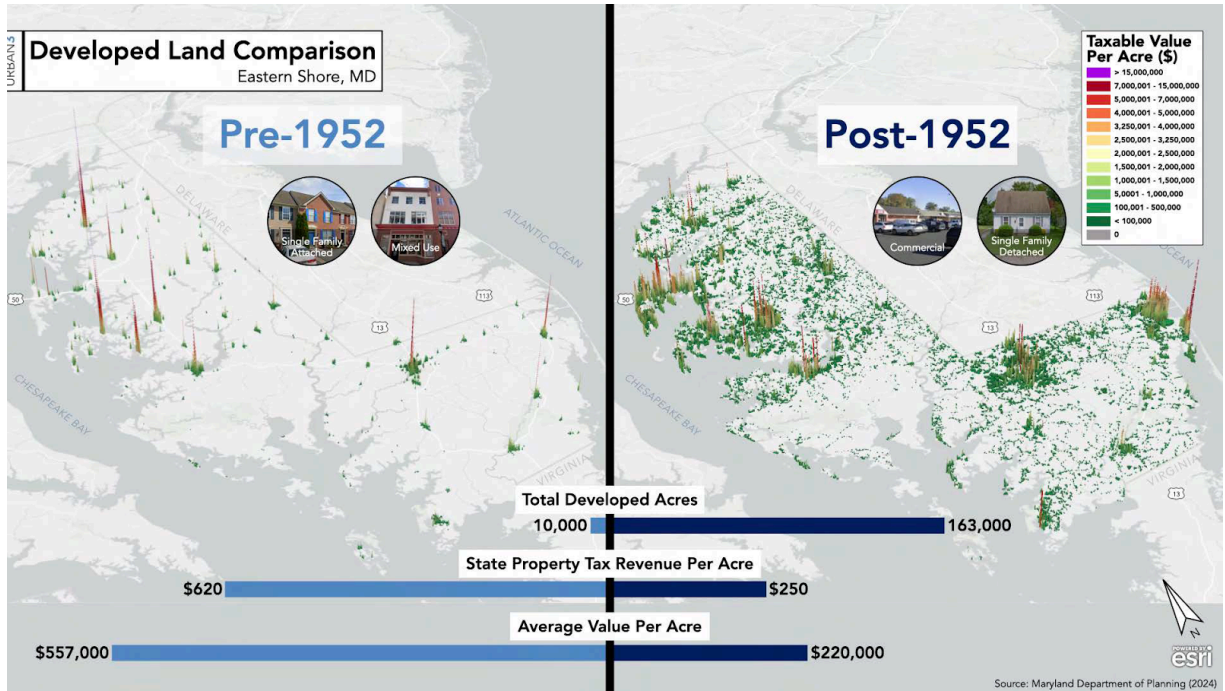 URBAN3
Developed Land Comparison
Eastern Shore, MD
Pre-1952
Single Family
Attached
Mixed Use
DELAWARE
ATLANTIC OCEAN
50
113
13
CHESAPEAKE BAY
VIRGINIA
Post-1952
Commercial
Single Family
Detached
DELAWARE
ATLANTIC OCEAN
50
113
13
CHESAPEAKE BAY
VIRGINIA
13
Taxable Value
Per Acre ($)
> 15,000,000
7,000,001 - 15,000,000
5,000,001 - 7,000,000
4,000,001 - 5,000,000
3,250,001 - 4,000,000
2,500,001 - 3,250,000
2,000,001 - 2,500,000
1,500,001 - 2,000,000
1,000,001 - 1,500,000
5,0001 - 1,000,000
100,001 - 500,000
< 100,000
0
Total Developed Acres
10,000
163,000
State Property Tax Revenue Per Acre
$620
$250
Average Value Per Acre
$557,000
$220,000
N
POWERED BY
esri
Source: Maryland Department of Planning (2024)